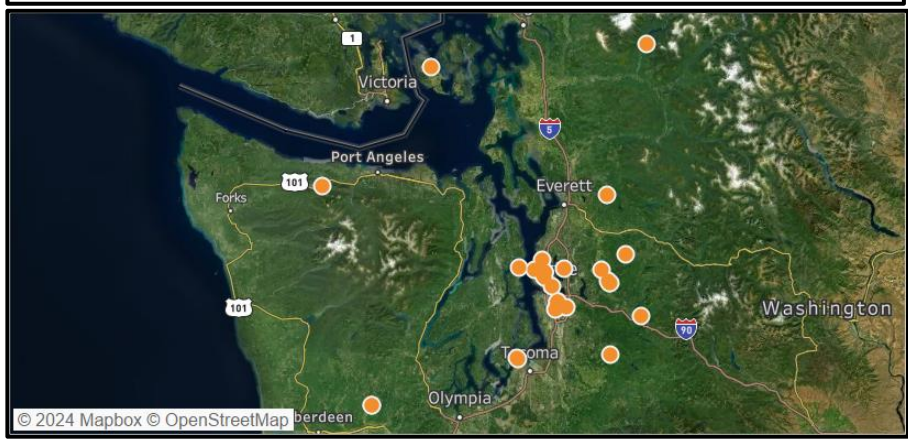 1
Victoria
5
Port Angeles
101
Everett
Forks
e
101
Washington
90
Tacoma
Olympia
berdeen
© 2024 Mapbox © OpenStreetMap